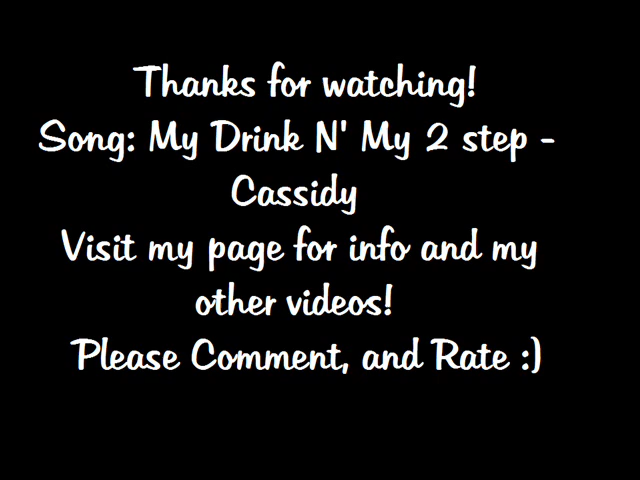 Thanks for watching!
Song: My Drink N' My 2 step -
Cassidy
Visit my page for info and my
other videos!
Please Comment, and Rate :)